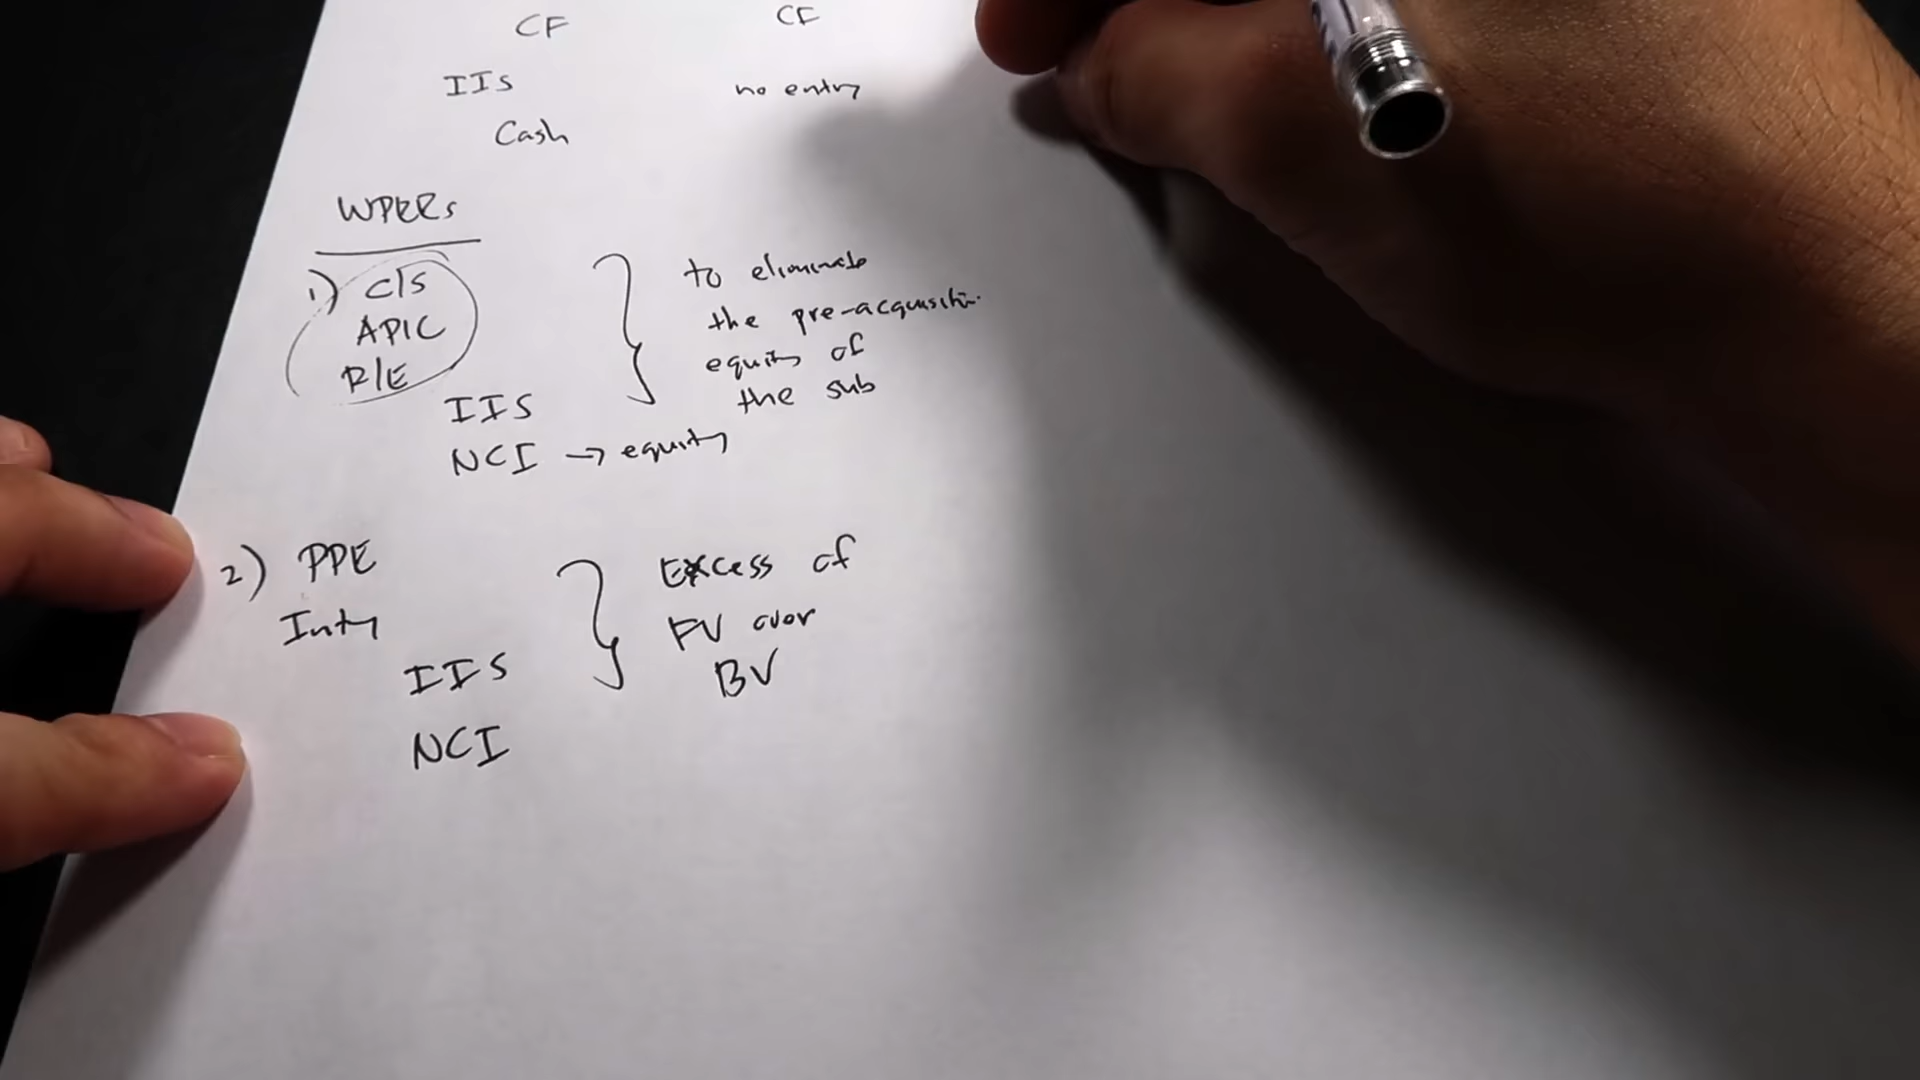 CF CF
IIS no entry
Cash
WPEEs
1) C/S
APIC
R/E
to eliminate
the pre-acquisition
equity of
the sub
IIS
NCI → equity
2) PPE
Inty
IIS
NCI
Excess of
FV over
BV